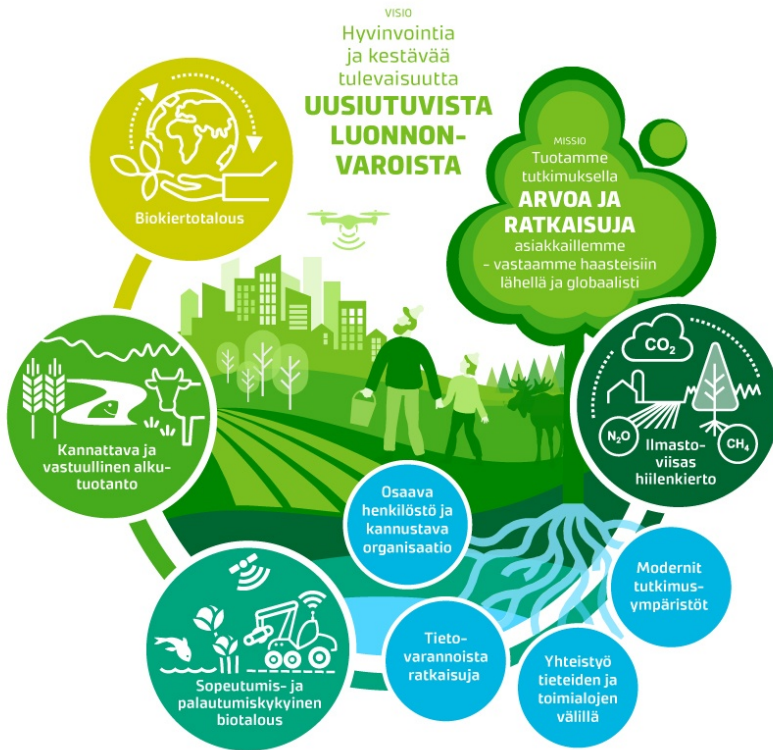 VISIO
Hyvinvointia
ja kestävää
tulevaisuutta
UUSIUTUVISTA
LUONNON-
VAROISTA
MISSIO
Tuotamme
tutkimuksella
ARVOA JA
RATKAISUJA
asiakkaillemme
- vastaamme haasteisiin
lähellä ja globaalisti
Biokiertotalous
Kannattava ja
vastuullinen alku-
tuotanto
CO₂
N₂O
CH₄
Ilmasto-
viisas
hiilenkierto
Osaava
henkilöstö ja
kannustava
organisaatio
Modernit
tutkimus-
ympäristöt
Sopeutumis- ja
palautumiskykyinen
biotalous
Tieto-
varannoista
ratkaisuja
Yhteistyö
tieteiden ja
toimialojen
välillä